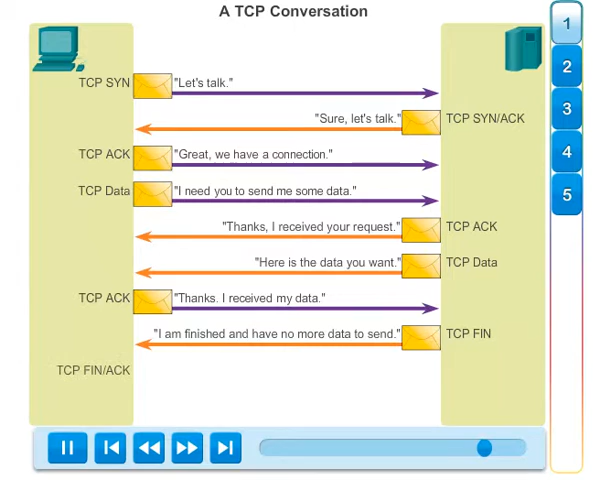 A TCP Conversation
1
2
3
4
5
TCP SYN "Let's talk."
"Sure, let's talk." TCP SYN/ACK
TCP ACK "Great, we have a connection."
TCP Data "I need you to send me some data."
"Thanks, I received your request." TCP ACK
"Here is the data you want." TCP Data
TCP ACK "Thanks. I received my data."
"I am finished and have no more data to send." TCP FIN
TCP FIN/ACK